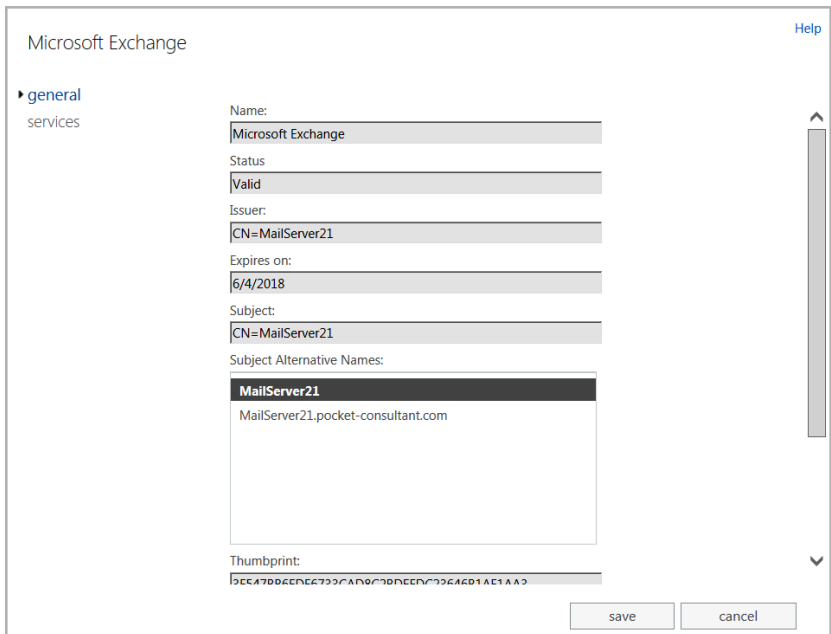 Microsoft Exchange
Help
general
services
Name:
Microsoft Exchange
Status
Valid
Issuer:
CN=MailServer21
Expires on:
6/4/2018
Subject:
CN=MailServer21
Subject Alternative Names:
MailServer21
MailServer21.pocket-consultant.com
Thumbprint:
save
cancel